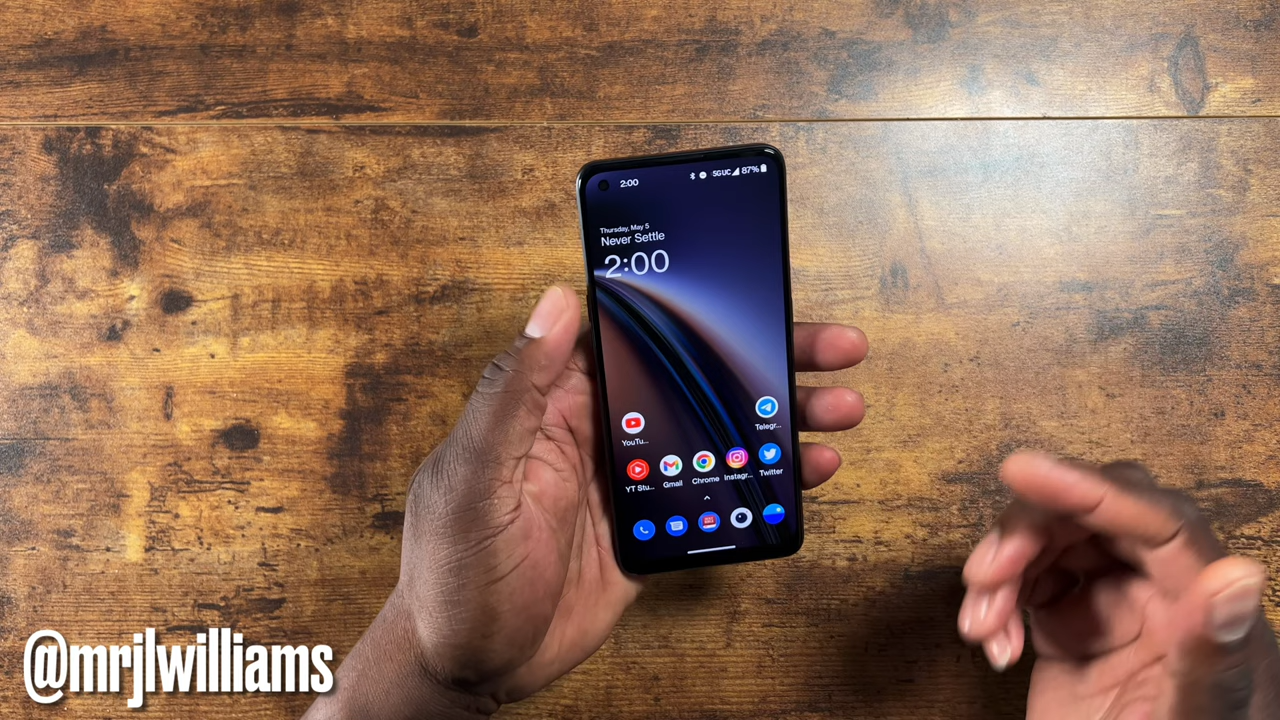 2:00
5G UC 87%
Thursday, May 5
Never Settle
2:00
YouTu...
Telegr...
YT Stu...
Gmail
Chrome
Instagr...
Twitter
@mrjlwilliams